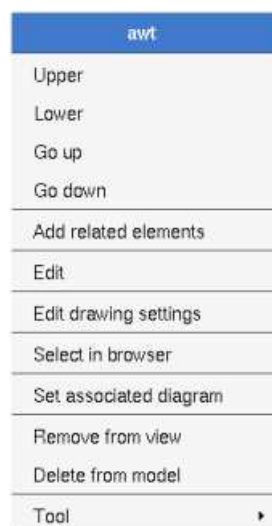 awt
Upper
Lower
Go up
Go down
Add related elements
Edit
Edit drawing settings
Select in browser
Set associated diagram
Remove from view
Delete from model
Tool